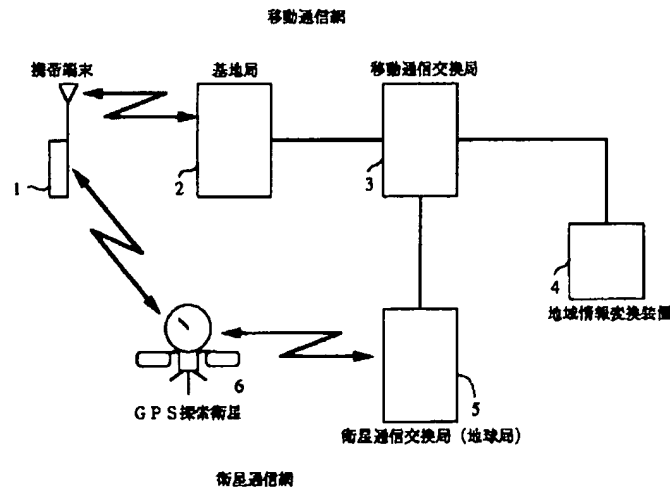 移動通信網
携帯端末
基地局
移動通信交換局
1
2
3
4
地域情報変換装置
6
GPS探索衛星
5
衛星通信交換局(地球局)
衛星通信網